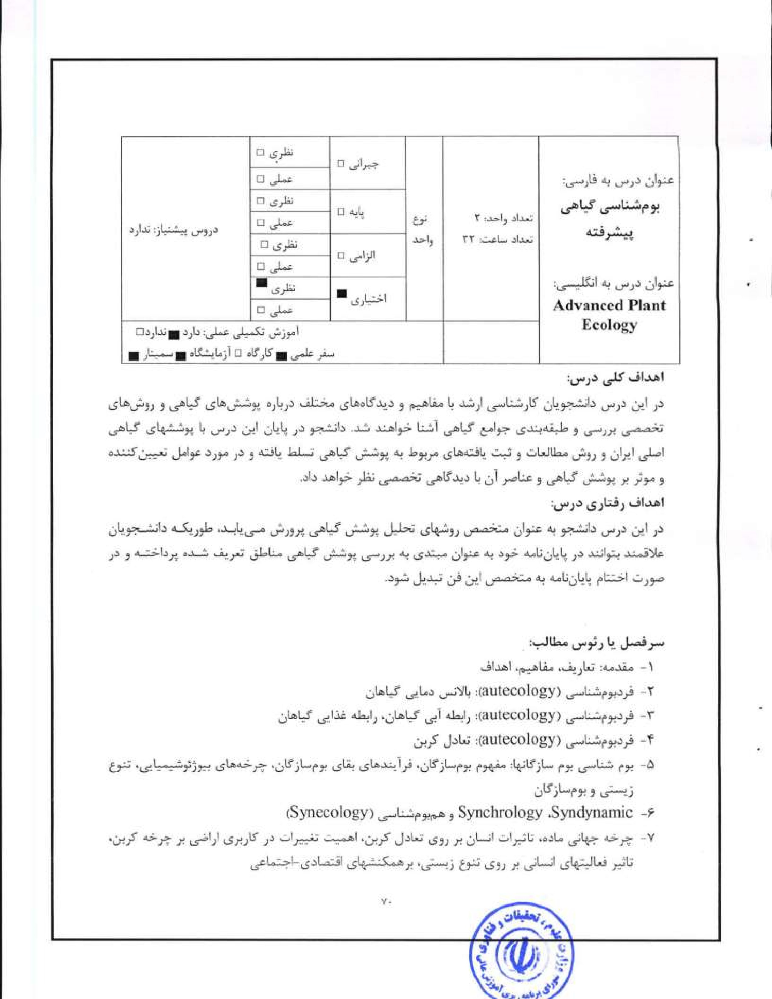 عنوان درس به فارسی:
بوم‌شناسی گیاهی
پیشرفته
عنوان درس به انگلیسی:
Advanced Plant
Ecology
تعداد واحد: ۲
تعداد ساعت: ۳۲
نوع
واحد
جبرانی □
نظری □
عملی □
پایه □
نظری □
عملی □
الزامی □
نظری □
عملی □
اختیاری ■
نظری ■
عملی □
دروس پیشنیاز: ندارد
آموزش تکمیلی عملی: دارد ■ ندارد□
سفر علمی ■ کارگاه □ آزمایشگاه ■ سمینار ■
اهداف کلی درس:
در این درس دانشجویان کارشناسی ارشد با مفاهیم و دیدگاه‌های مختلف درباره پوشش‌های گیاهی و روش‌های
تخصصی بررسی و طبقه‌بندی جوامع گیاهی آشنا خواهند شد. دانشجو در پایان این درس با پوششهای گیاهی
اصلی ایران و روش مطالعات و ثبت یافته‌های مربوط به پوشش گیاهی تسلط یافته و در مورد عوامل تعیین‌کننده
و موثر بر پوشش گیاهی و عناصر آن با دیدگاهی تخصصی نظر خواهد داد.
اهداف رفتاری درس:
در این درس دانشجو به عنوان متخصص روشهای تحلیل پوشش گیاهی پرورش می‌یابد، طوریکه دانشجویان
علاقمند بتوانند در پایان‌نامه خود به عنوان مبتدی به بررسی پوشش گیاهی مناطق تعریف شده پرداخته و در
صورت اختتام پایان‌نامه به متخصص این فن تبدیل شود.
سرفصل یا رئوس مطالب:
۱- مقدمه: تعاریف، مفاهیم، اهداف
۲- فردبوم‌شناسی (autecology): بالانس دمایی گیاهان
۳- فردبوم‌شناسی (autecology): رابطه آبی گیاهان، رابطه غذایی گیاهان
۴- فردبوم‌شناسی (autecology): تعادل کربن
۵- بوم شناسی بوم سازگانها: مفهوم بوم‌سازگان، فرآیندهای بقای بوم‌سازگان، چرخه‌های بیوژئوشیمیایی، تنوع
زیستی و بوم‌سازگان
۶- Synchrology ،Syndynamic و هم‌بوم‌شناسی (Synecology)
۷- چرخه جهانی ماده، تاثیرات انسان بر روی تعادل کربن، اهمیت تغییرات در کاربری اراضی بر چرخه کربن،
تاثیر فعالیتهای انسانی بر روی تنوع زیستی، برهمکنشهای اقتصادی-اجتماعی
۷۰
وزارت علوم، تحقیقات و فناوری
شورای برنامه ریزی آموزش عالی